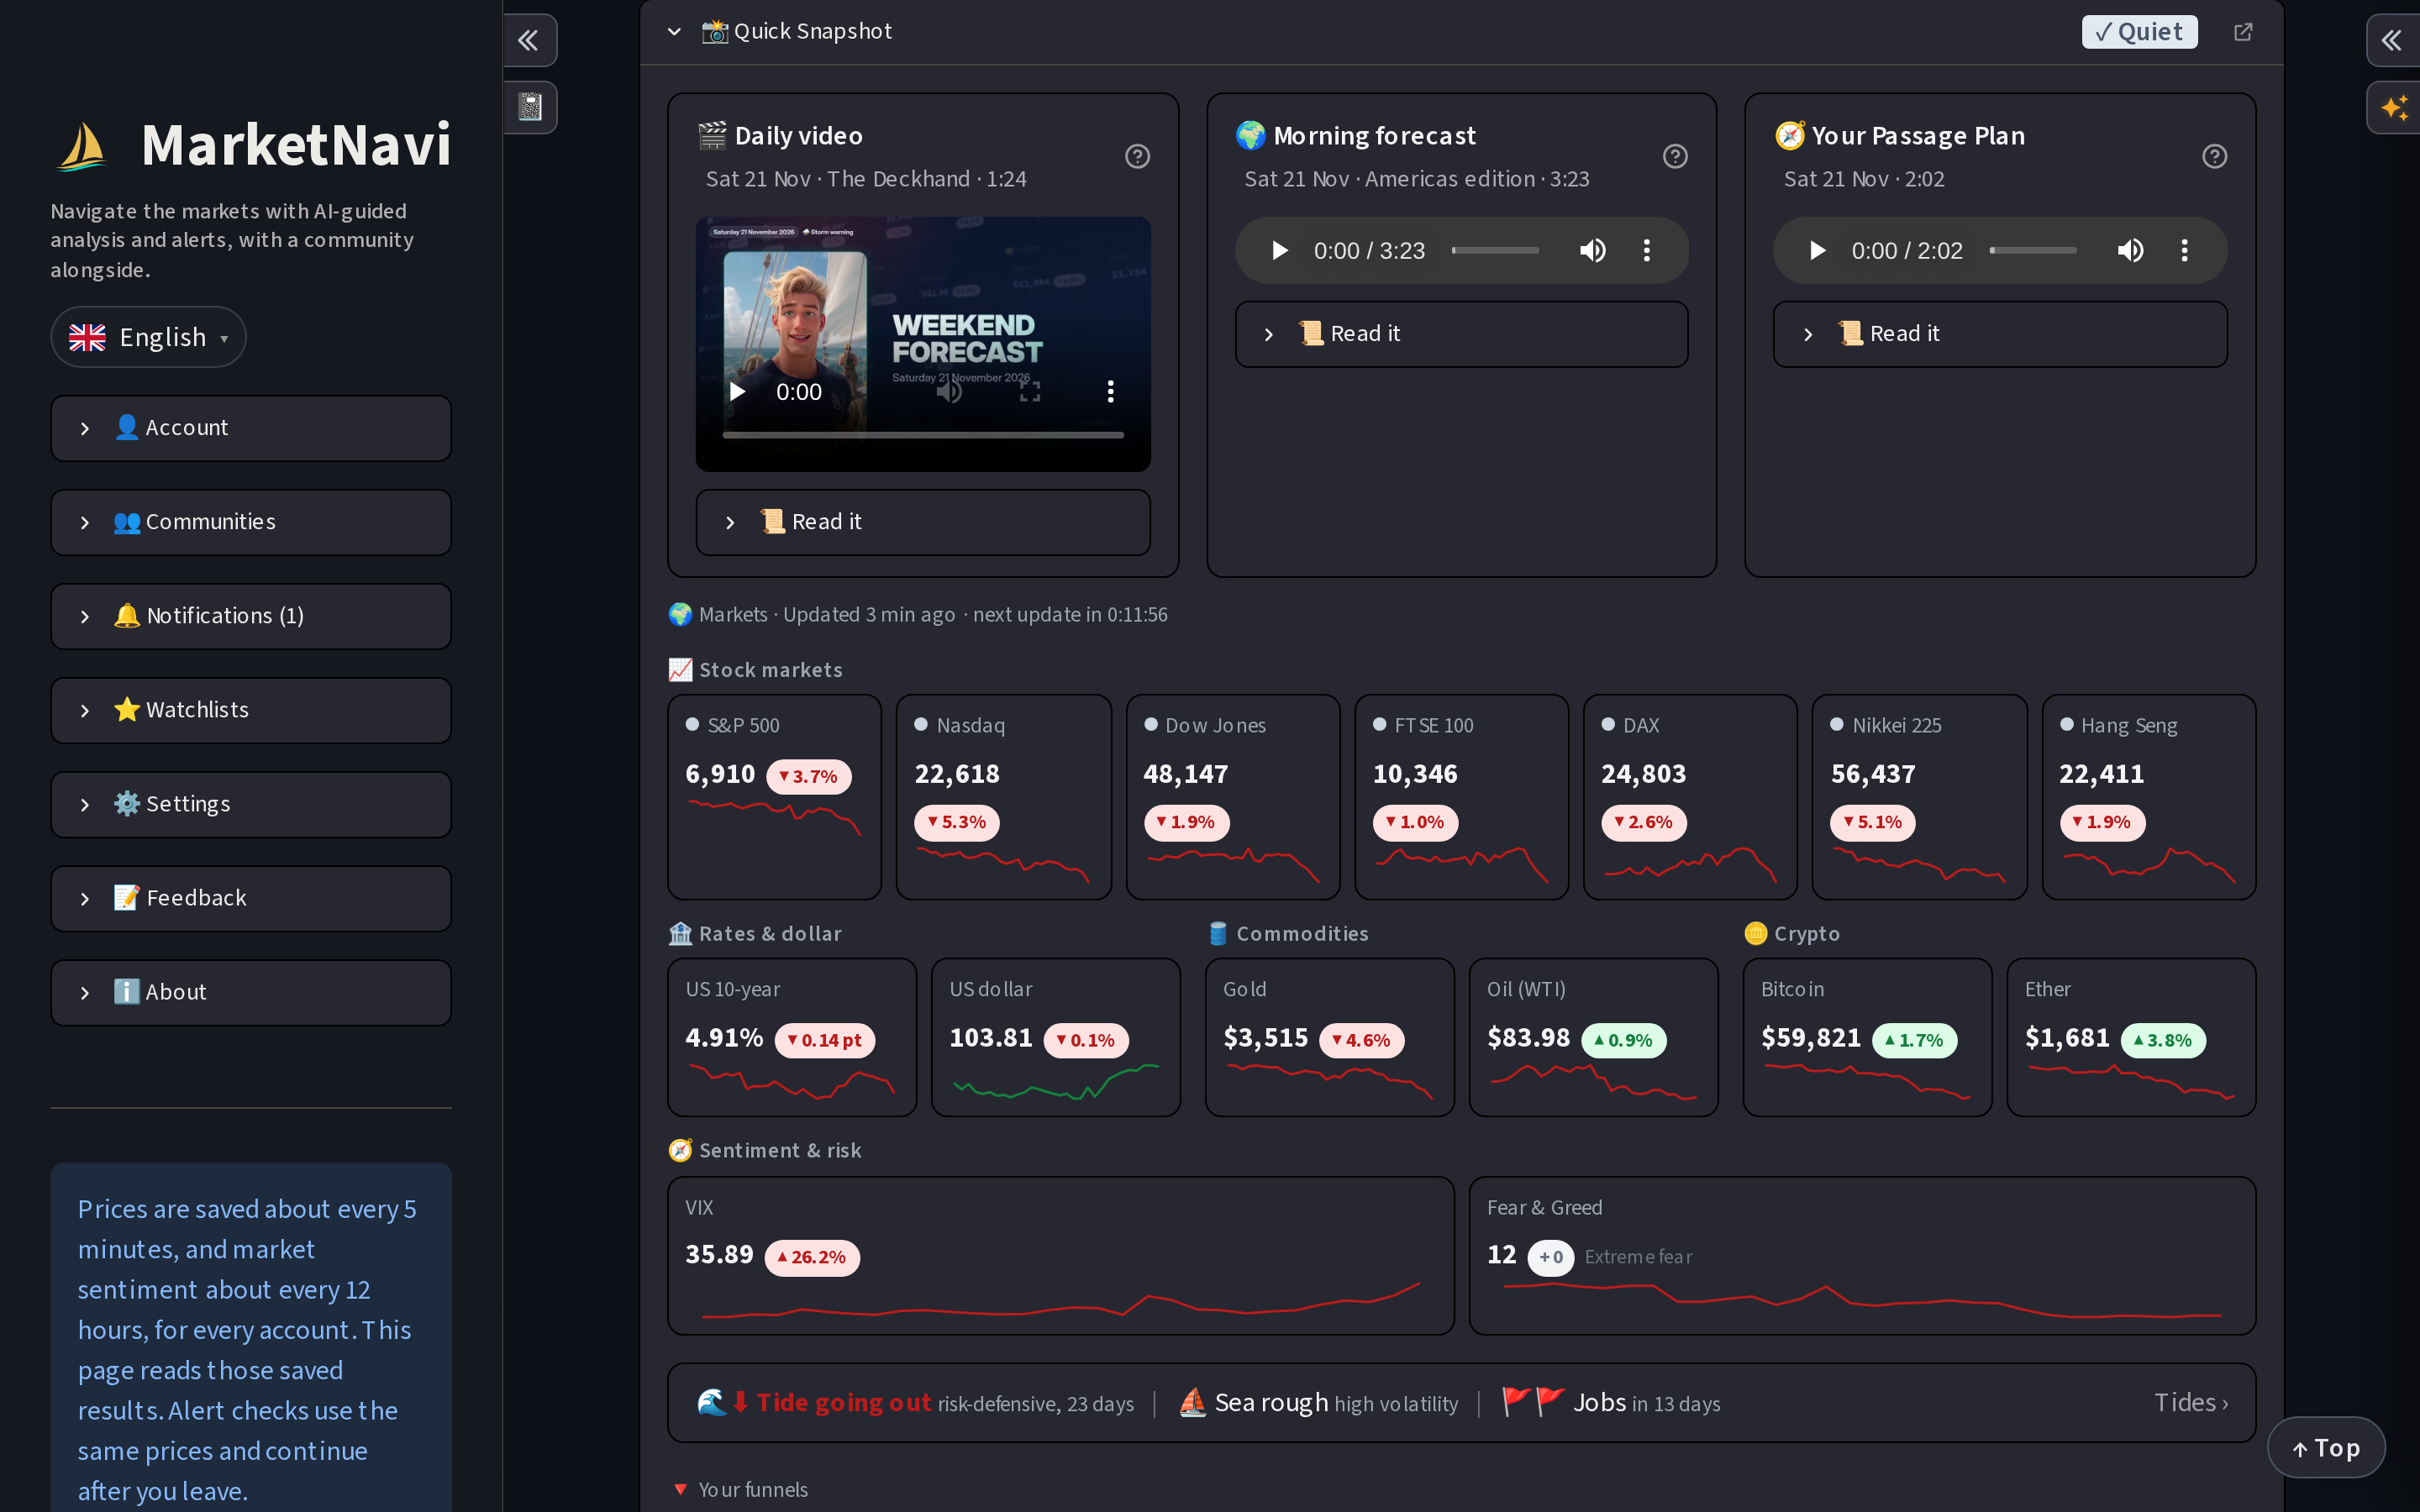 MarketNavi
Navigate the markets with AI-guided
analysis and alerts, with a community
alongside.
English
Account
Communities
Notifications (1)
Watchlists
Settings
Feedback
About
Prices are saved about every 5
minutes, and market
sentiment about every 12
hours, for every account. This
page reads those saved
results. Alert checks use the
same prices and continue
after you leave.
Quick Snapshot
✓ Quiet
Daily video
Sat 21 Nov · The Deckhand · 1:24
Saturday 21 November 2026 Storm warning
WEEKEND
FORECAST
Saturday 21 November 2026
0:00
Read it
Morning forecast
Sat 21 Nov · Americas edition · 3:23
0:00 / 3:23
Read it
Your Passage Plan
Sat 21 Nov · 2:02
0:00 / 2:02
Read it
Markets · Updated 3 min ago · next update in 0:11:56
Stock markets
S&P 500
6,910 ▼3.7%
Nasdaq
22,618
▼5.3%
Dow Jones
48,147
▼1.9%
FTSE 100
10,346
▼1.0%
DAX
24,803
▼2.6%
Nikkei 225
56,437
▼5.1%
Hang Seng
22,411
▼1.9%
Rates & dollar
US 10-year
4.91% ▼0.14 pt
US dollar
103.81 ▼0.1%
Commodities
Gold
$3,515 ▼4.6%
Oil (WTI)
$83.98 ▲0.9%
Crypto
Bitcoin
$59,821 ▲1.7%
Ether
$1,681 ▲3.8%
Sentiment & risk
VIX
35.89 ▲26.2%
Fear & Greed
12 +0 Extreme fear
Tide going out risk-defensive, 23 days | Sea rough high volatility | Jobs in 13 days
Tides ›
↑ Top
Your funnels